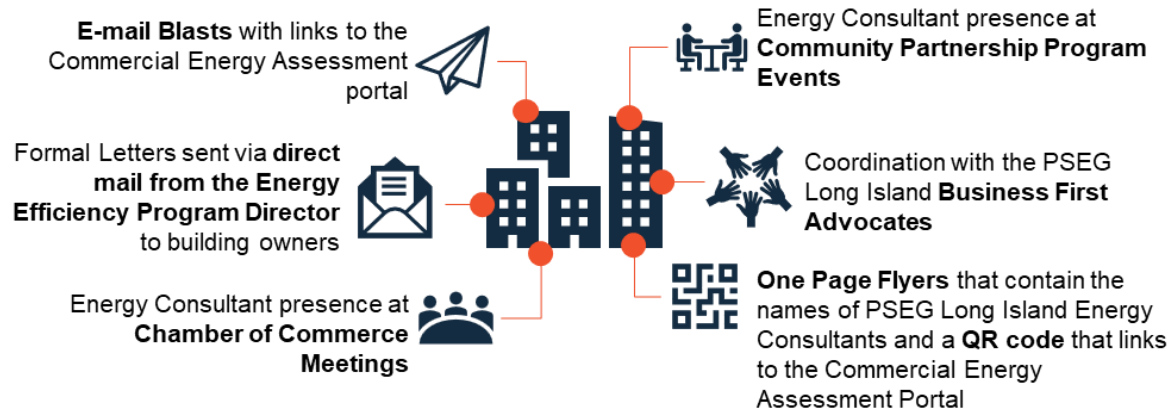 E-mail Blasts with links to the
Commercial Energy Assessment
portal
Formal Letters sent via direct
mail from the Energy
Efficiency Program Director
to building owners
Energy Consultant presence at
Chamber of Commerce
Meetings
Energy Consultant presence at
Community Partnership Program
Events
Coordination with the PSEG
Long Island Business First
Advocates
One Page Flyers that contain the
names of PSEG Long Island Energy
Consultants and a QR code that links
to the Commercial Energy
Assessment Portal